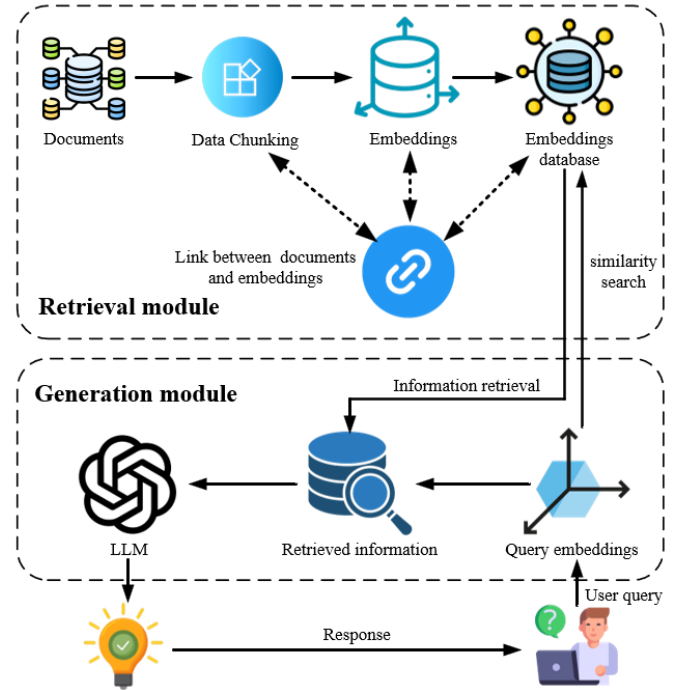 Documents
Data Chunking
Embeddings
Embeddings
database
Link between documents
and embeddings
similarity
search
Retrieval module
Generation module
Information retrieval
LLM
Retrieved information
Query embeddings
User query
Response